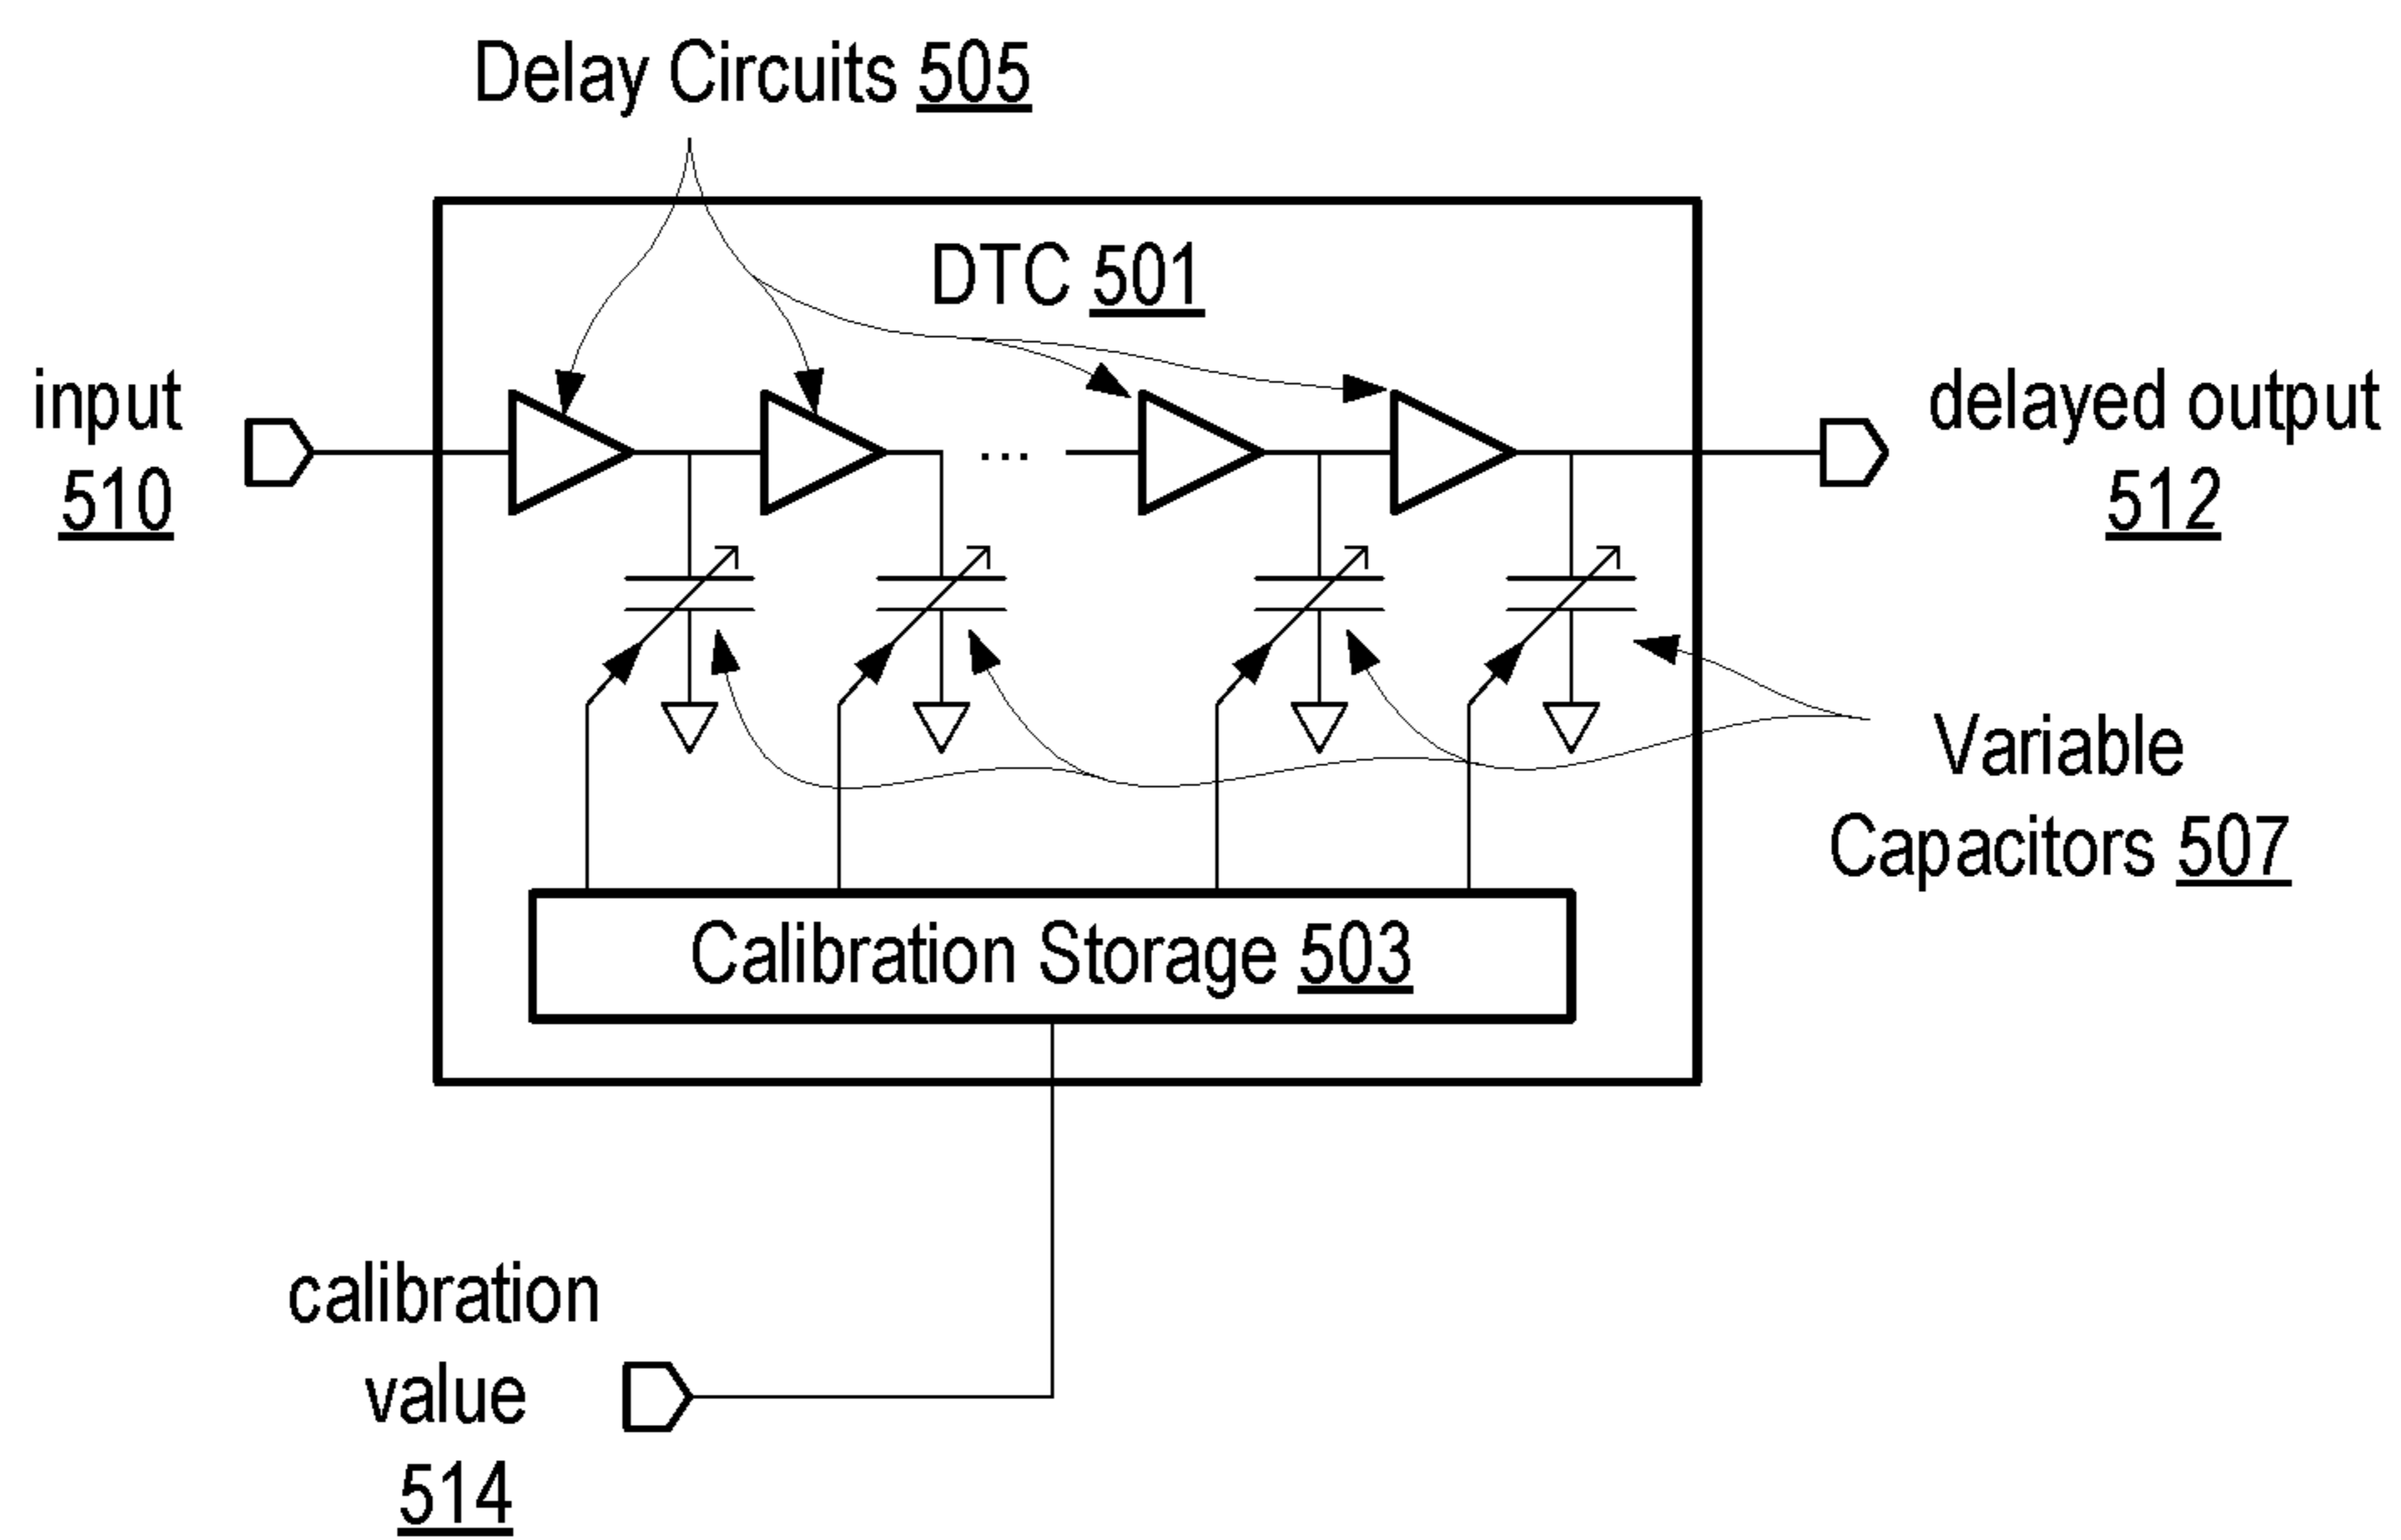 Delay Circuits 505
DTC 501
input
510
delayed output
512
...
Variable
Capacitors 507
Calibration Storage 503
calibration
value
514